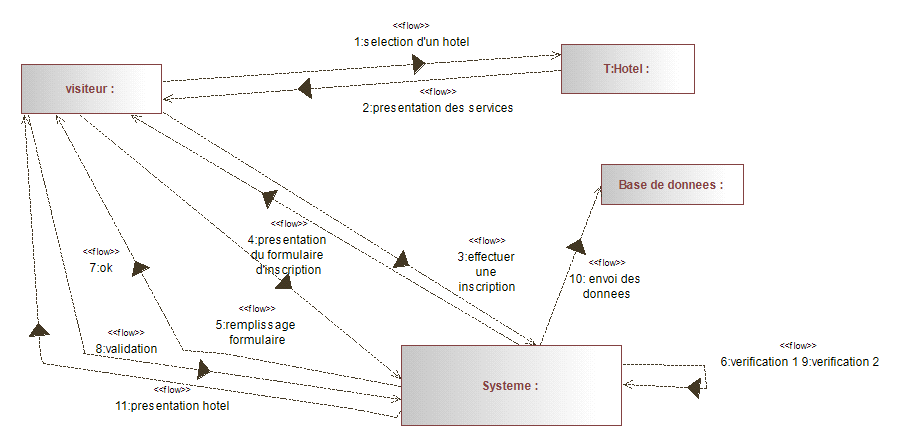 <<flow>>
1:selection d'un hotel
T:Hotel :
visiteur :
<<flow>>
2:presentation des services
Base de donnees :
<<flow>>
4:presentation
du formulaire
d'inscription
<<flow>>
3:effectuer
une
inscription
<<flow>>
7:ok
<<flow>>
10: envoi des
donnees
<<flow>>
5:remplissage
formulaire
<<flow>>
8:validation
<<flow>>
6:verification 1 9:verification 2
Systeme :
<<flow>>
11:presentation hotel